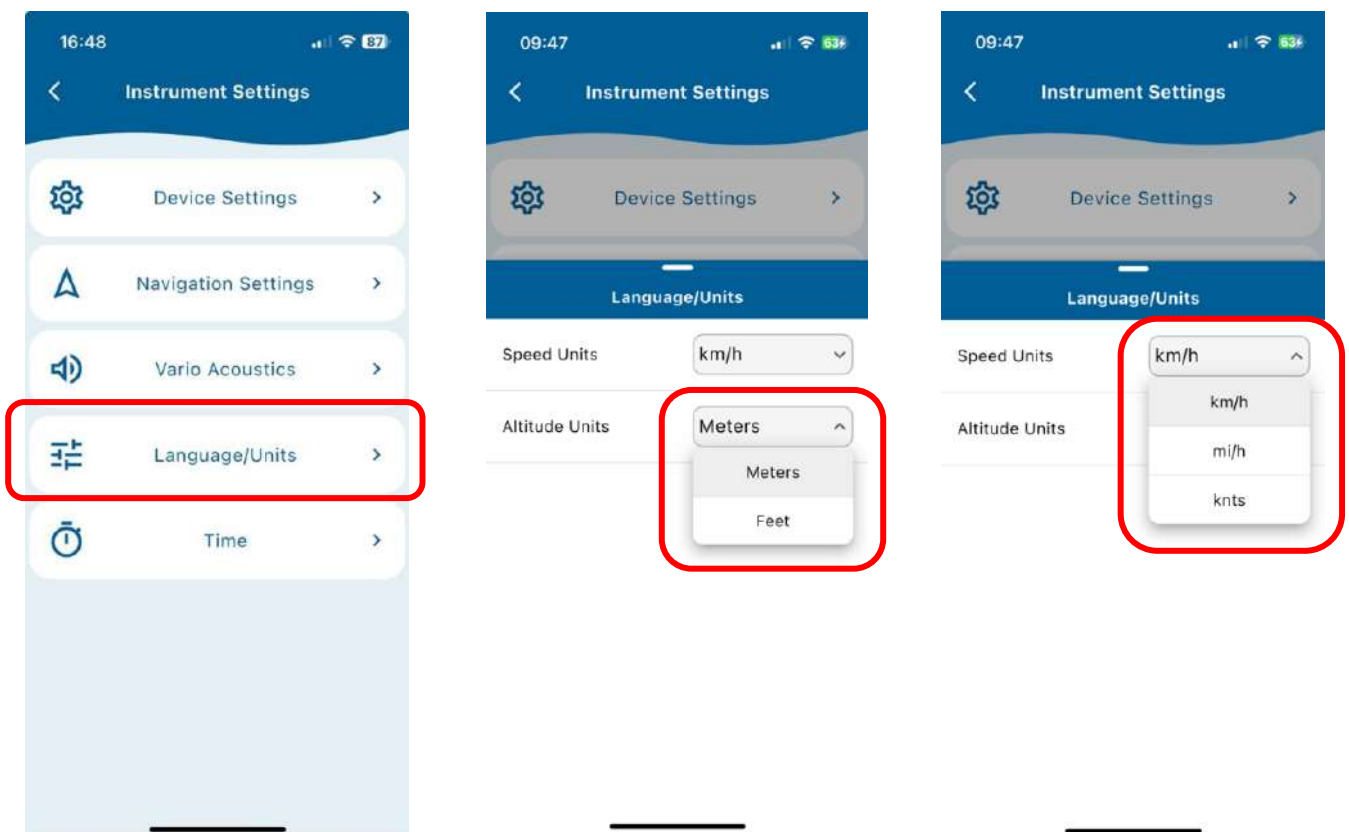 16:48
87
Instrument Settings
Device Settings
Navigation Settings
Vario Acoustics
Language/Units
Time
09:47
63
Instrument Settings
Device Settings
Language/Units
Speed Units km/h
Altitude Units Meters
Meters
Feet
09:47
63
Instrument Settings
Device Settings
Language/Units
Speed Units km/h
km/h
Altitude Units
mi/h
knts